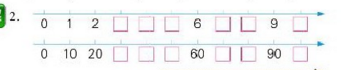 2.
0 1 2 □ □ □ 6 □ □ 9 □
0 10 20 □ □ □ 60 □ □ 90 □